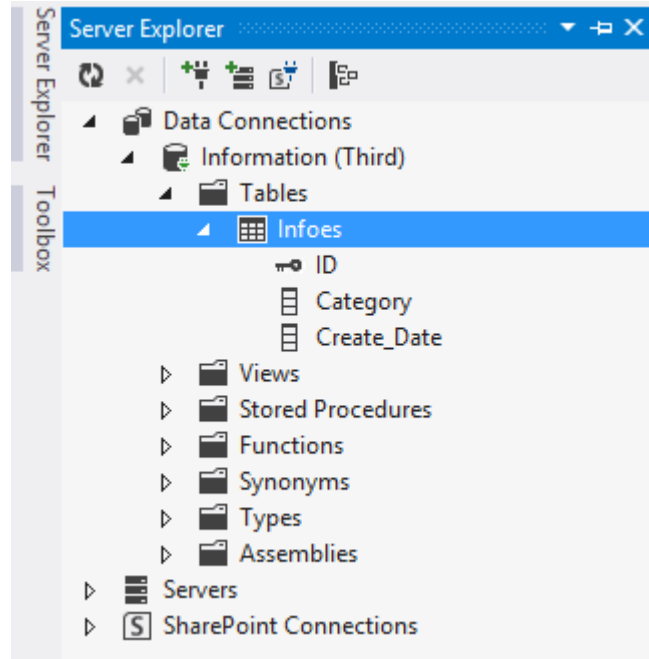 Server Explorer
Toolbox
Server Explorer
Data Connections
Information (Third)
Tables
Infoes
ID
Category
Create_Date
Views
Stored Procedures
Functions
Synonyms
Types
Assemblies
Servers
S SharePoint Connections